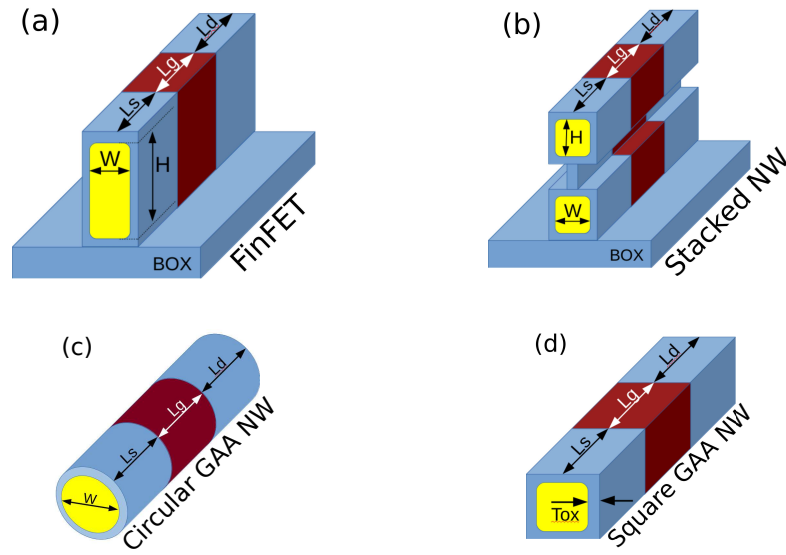 (a)
Ld
Lg
Ls
W
H
BOX
FinFET
(b)
Ld
Lg
Ls
H
W
BOX
Stacked NW
(c)
Ld
Lg
Ls
W
Circular GAA NW
(d)
Ld
Lg
Ls
Tox
Square GAA NW